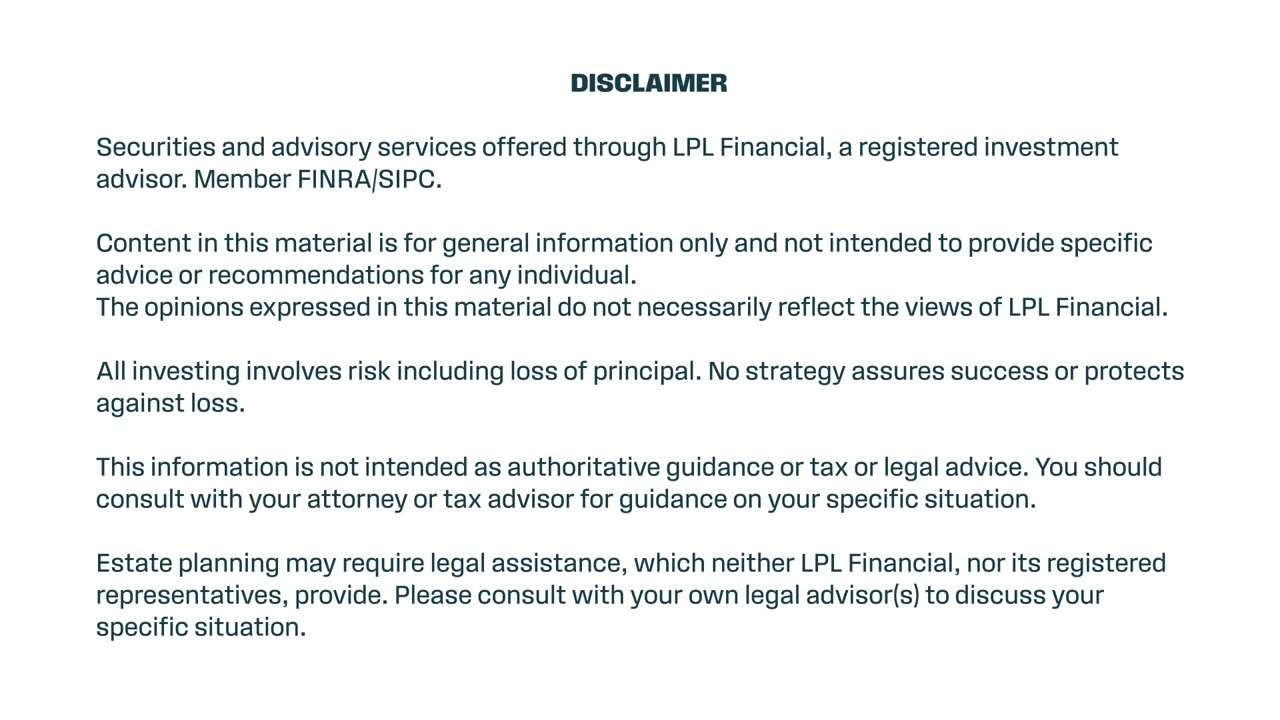 DISCLAIMER
Securities and advisory services offered through LPL Financial, a registered investment
advisor. Member FINRA/SIPC.
Content in this material is for general information only and not intended to provide specific
advice or recommendations for any individual.
The opinions expressed in this material do not necessarily reflect the views of LPL Financial.
All investing involves risk including loss of principal. No strategy assures success or protects
against loss.
This information is not intended as authoritative guidance or tax or legal advice. You should
consult with your attorney or tax advisor for guidance on your specific situation.
Estate planning may require legal assistance, which neither LPL Financial, nor its registered
representatives, provide. Please consult with your own legal advisor(s) to discuss your
specific situation.